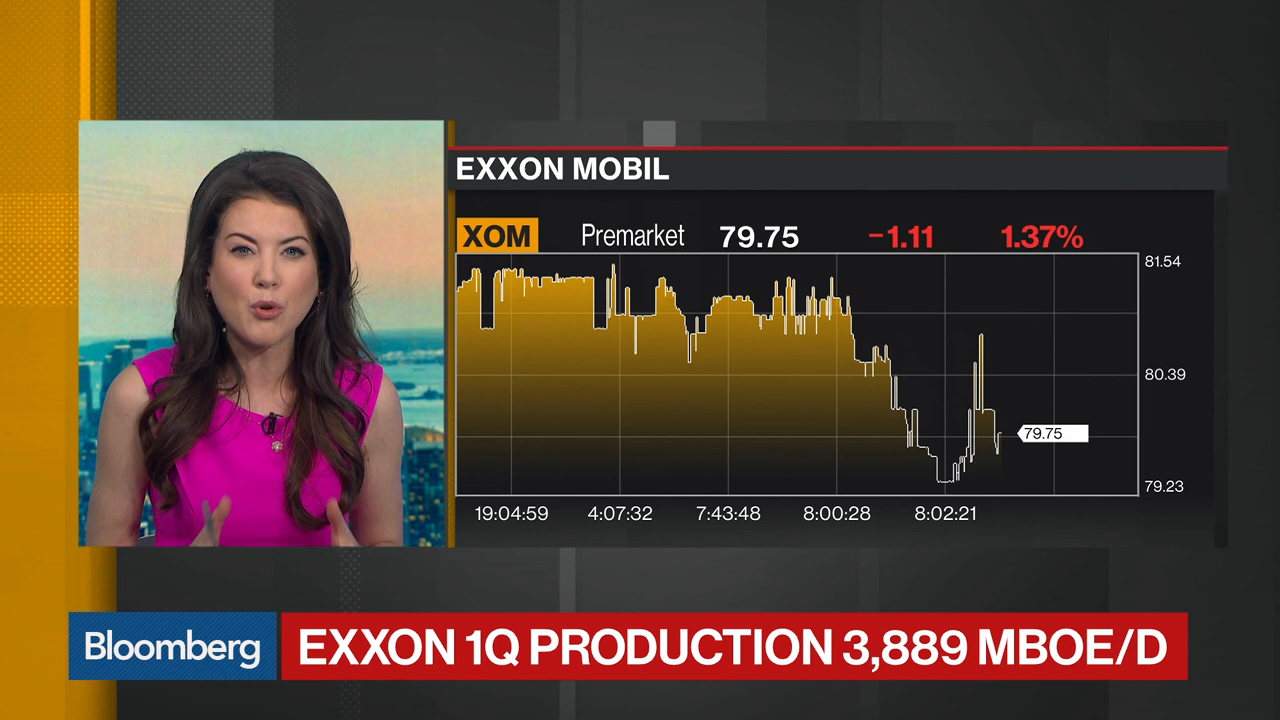 EXXON MOBIL
XOM Premarket 79.75 -1.11 1.37%
81.54
80.39
79.75
79.23
19:04:59 4:07:32 7:43:48 8:00:28 8:02:21
Bloomberg EXXON 1Q PRODUCTION 3,889 MBOE/D